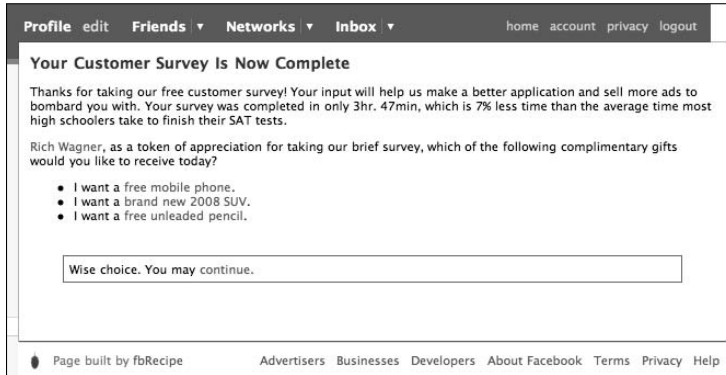 Profile edit Friends ▾ Networks ▾ Inbox ▾ home account privacy logout
Your Customer Survey Is Now Complete
Thanks for taking our free customer survey! Your input will help us make a better application and sell more ads to
bombard you with. Your survey was completed in only 3hr. 47min, which is 7% less time than the average time most
high schoolers take to finish their SAT tests.
Rich Wagner, as a token of appreciation for taking our brief survey, which of the following complimentary gifts
would you like to receive today?
• I want a free mobile phone.
• I want a brand new 2008 SUV.
• I want a free unleaded pencil.
Wise choice. You may continue.
Page built by fbRecipe Advertisers Businesses Developers About Facebook Terms Privacy Help